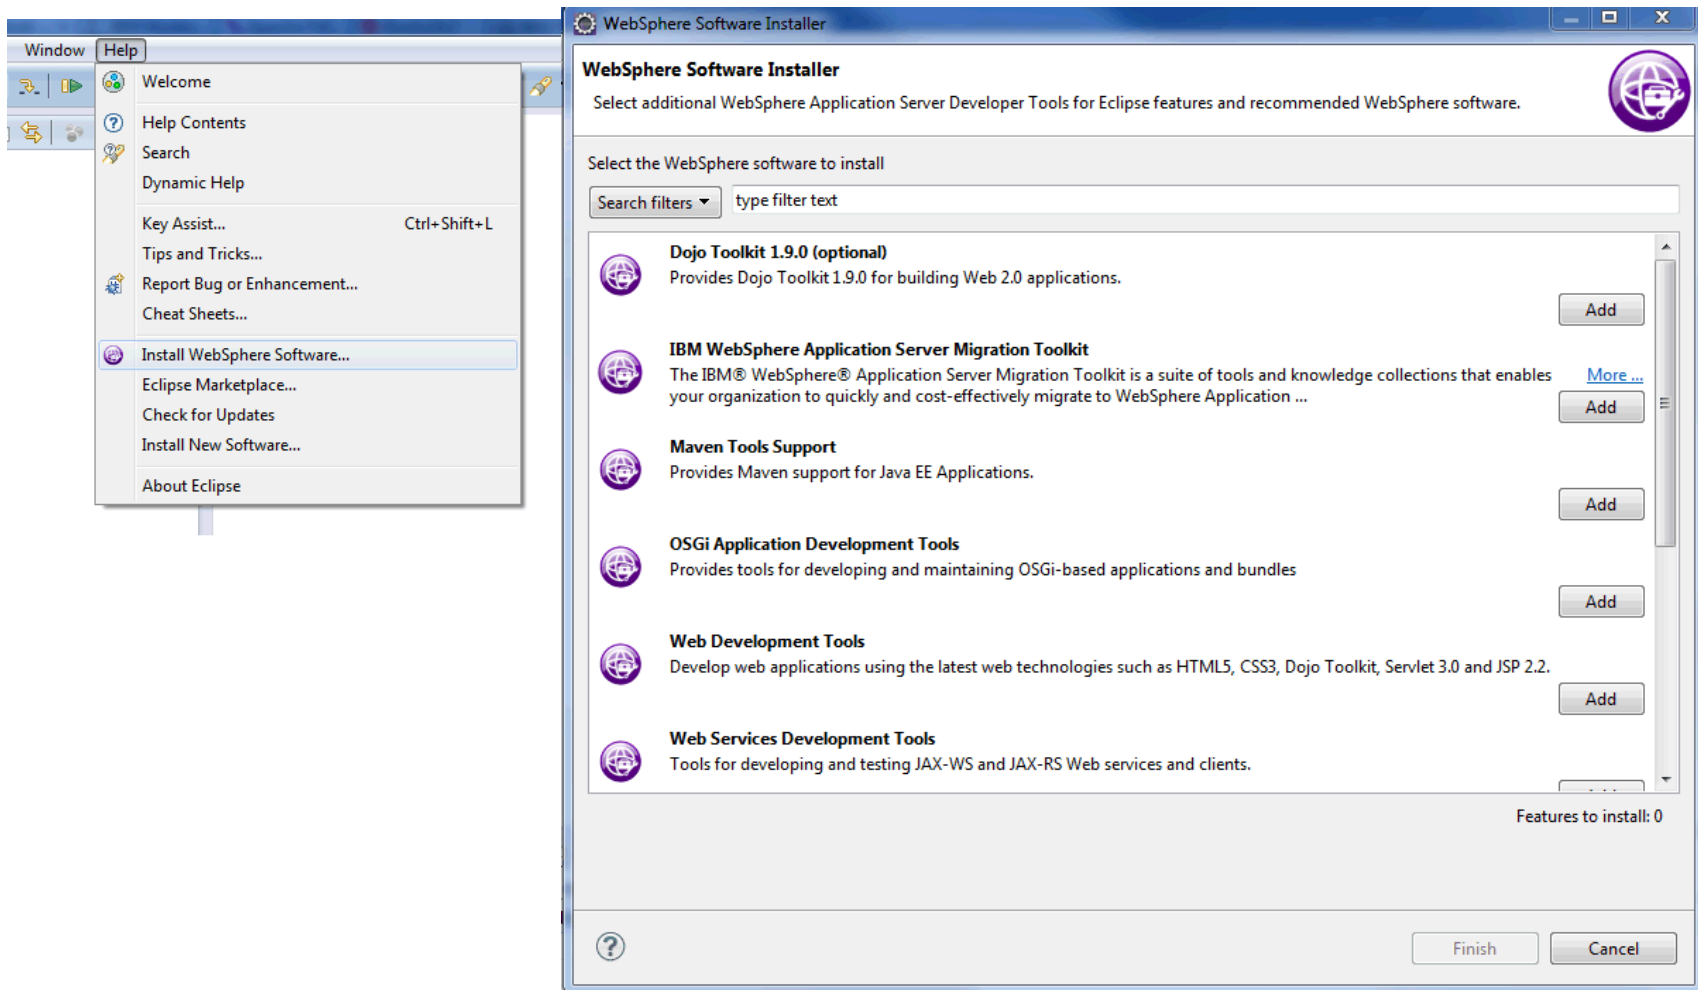 Window Help
Welcome
Help Contents
Search
Dynamic Help
Key Assist... Ctrl+Shift+L
Tips and Tricks...
Report Bug or Enhancement...
Cheat Sheets...
Install WebSphere Software...
Eclipse Marketplace...
Check for Updates
Install New Software...
About Eclipse
WebSphere Software Installer
WebSphere Software Installer
Select additional WebSphere Application Server Developer Tools for Eclipse features and recommended WebSphere software.
Select the WebSphere software to install
Search filters type filter text
Dojo Toolkit 1.9.0 (optional)
Provides Dojo Toolkit 1.9.0 for building Web 2.0 applications.
Add
IBM WebSphere Application Server Migration Toolkit
The IBM® WebSphere® Application Server Migration Toolkit is a suite of tools and knowledge collections that enables More ...
your organization to quickly and cost-effectively migrate to WebSphere Application ...
Add
Maven Tools Support
Provides Maven support for Java EE Applications.
Add
OSGi Application Development Tools
Provides tools for developing and maintaining OSGi-based applications and bundles
Add
Web Development Tools
Develop web applications using the latest web technologies such as HTML5, CSS3, Dojo Toolkit, Servlet 3.0 and JSP 2.2.
Add
Web Services Development Tools
Tools for developing and testing JAX-WS and JAX-RS Web services and clients.
Features to install: 0
Finish Cancel